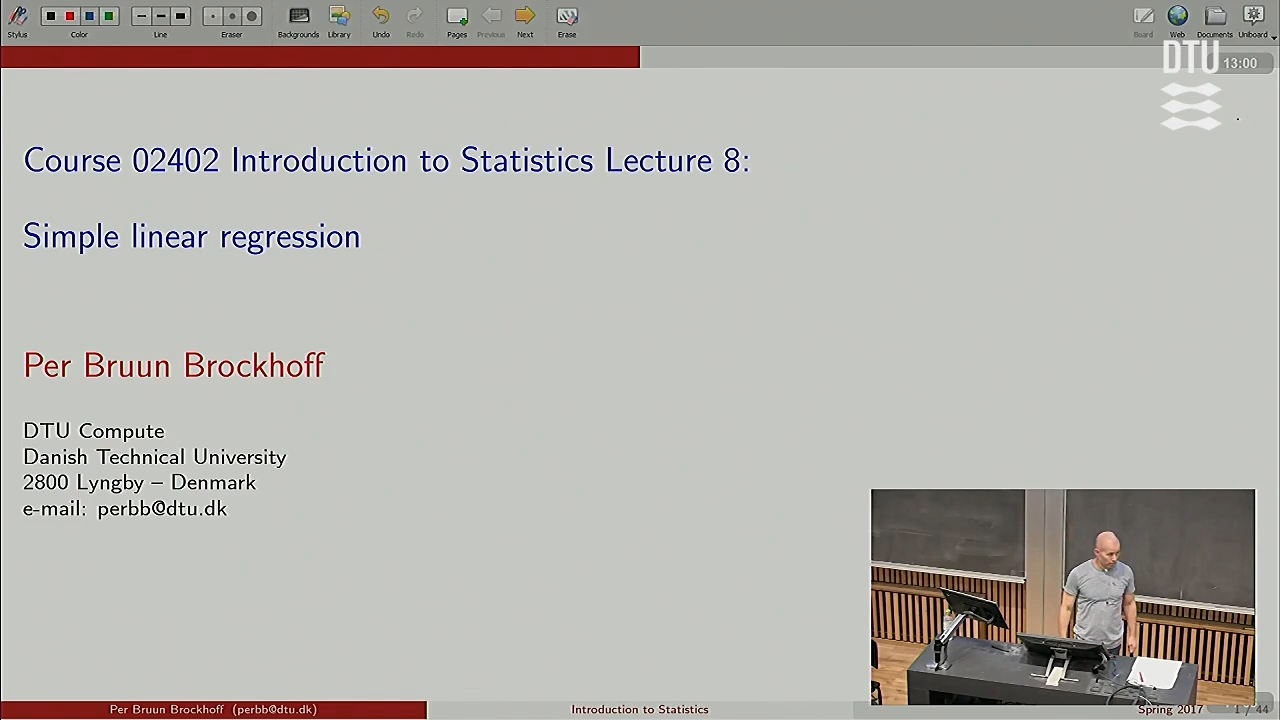 Stylus
Color
Line
Eraser
Backgrounds
Library
Undo
Redo
Pages
Previous
Next
Erase
Board
Web
Documents
Uniboard
DTU
13:00
Course 02402 Introduction to Statistics Lecture 8:
Simple linear regression
Per Bruun Brockhoff
DTU Compute
Danish Technical University
2800 Lyngby – Denmark
e-mail: perbb@dtu.dk
Per Bruun Brockhoff (perbb@dtu.dk)
Introduction to Statistics
Spring 2017
1 / 44